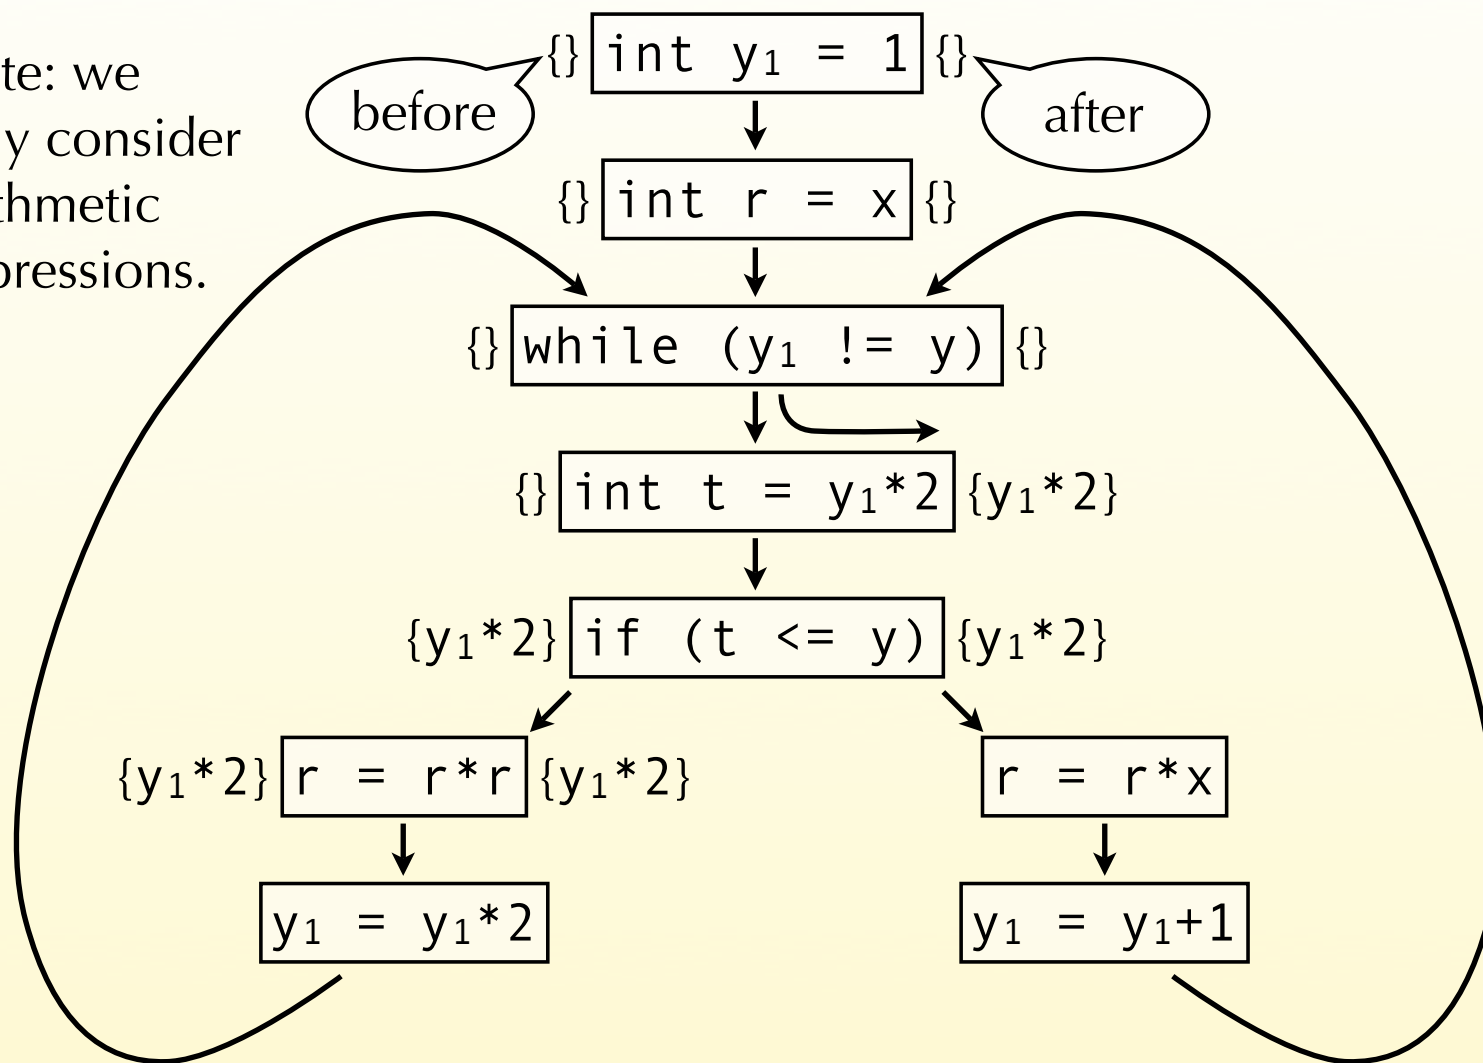 te: we
y consider
thmetic
pressions.
before
after
{} int y₁ = 1 {}
{} int r = x {}
{} while (y₁ != y) {}
{} int t = y₁*2 {y₁*2}
{y₁*2} if (t <= y) {y₁*2}
{y₁*2} r = r*r {y₁*2}
r = r*x
y₁ = y₁*2
y₁ = y₁+1